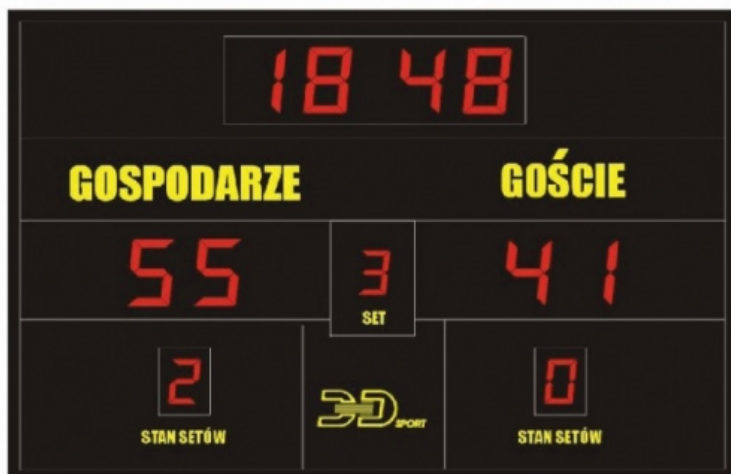 18 48
GOSPODARZE GOŚCIE
55 3 41
SET
2 0
STAN SETÓW 3D SPORT STAN SETÓW